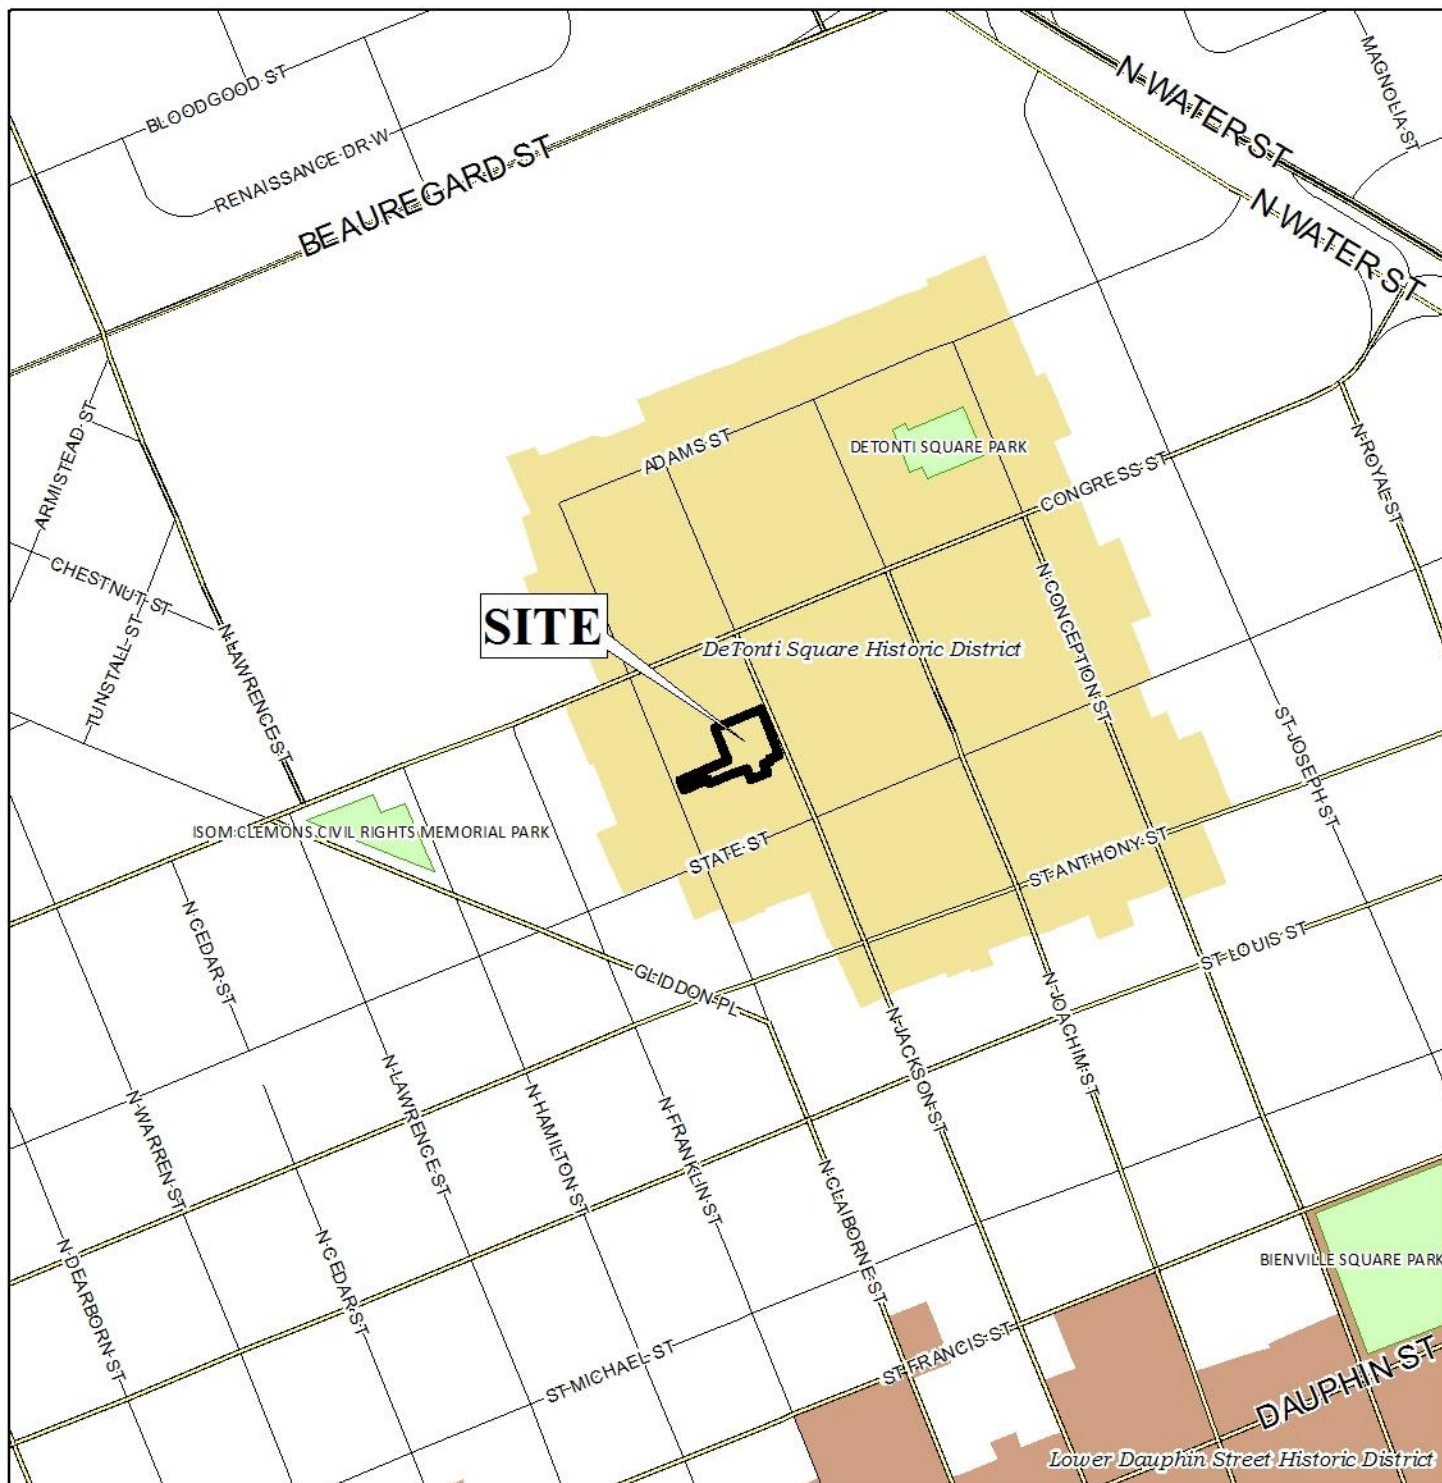 MAGNOLIA ST
N WATER ST
BLOODGOOD ST
RENAISSANCE DR W
BEAUREGARD ST
N WATER ST
ARMISTEAD ST
ADAMS ST
DETONTI SQUARE PARK
CONGRESS ST
N ROYAL ST
CHESTNUT ST
TUNSTALL ST
N LAWRENCE ST
SITE
DeTonti Square Historic District
N CONCEPTION ST
ST JOSEPH ST
ISOM CLEMONS CIVIL RIGHTS MEMORIAL PARK
STATE ST
ST ANTHONY ST
N CEDAR ST
GLIDDON PL
ST LOUIS ST
N JOACHIM ST
N JACKSON ST
N WARREN ST
N LAWRENCE ST
N HAMILTON ST
N FRANKLIN ST
N CLAIBORNE ST
N DEARBORN ST
N CEDAR ST
BIENVILLE SQUARE PARK
ST MICHAEL ST
ST FRANCIS ST
DAUPHIN ST
Lower Dauphin Street Historic District